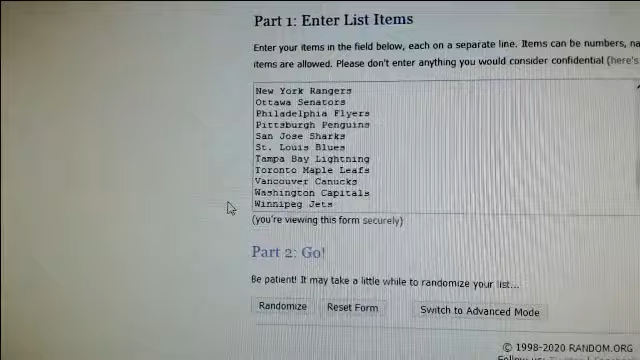 Part 1: Enter List Items
Enter your items in the field below, each on a separate line. Items can be numbers, na
items are allowed. Please don't enter anything you would consider confidential (here's
New York Rangers
Ottawa Senators
Philadelphia Flyers
Pittsburgh Penguins
San Jose Sharks
St. Louis Blues
Tampa Bay Lightning
Toronto Maple Leafs
Vancouver Canucks
Washington Capitals
Winnipeg Jets
(you're viewing this form securely)
Part 2: Go!
Be patient! It may take a little while to randomize your list...
Randomize Reset Form Switch to Advanced Mode
© 1998-2020 RANDOM.ORG
Follow us: